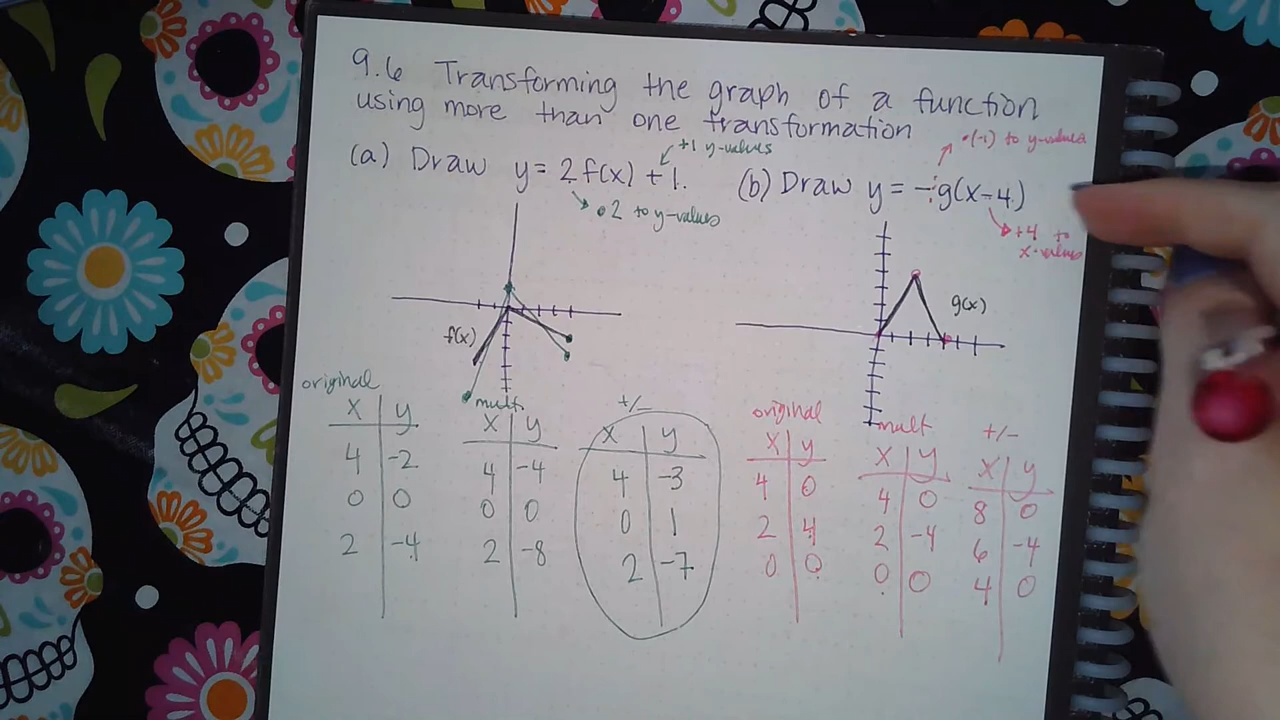 9.6 Transforming the graph of a function
using more than one transformation
(a) Draw y = 2f(x) + 1.
+1 y-values
•2 to y-values
(b) Draw y = -g(x-4)
•(-1) to y-values
+4 to
x-values
f(x)
g(x)
original
x y
4 -2
0 0
2 -4
mult
x y
4 -4
0 0
2 -8
+/-
x y
4 -3
0 1
2 -7
original
x y
4 0
2 4
0 0
mult
x y
4 0
2 -4
0 0
+/-
x y
8 0
6 -4
4 0